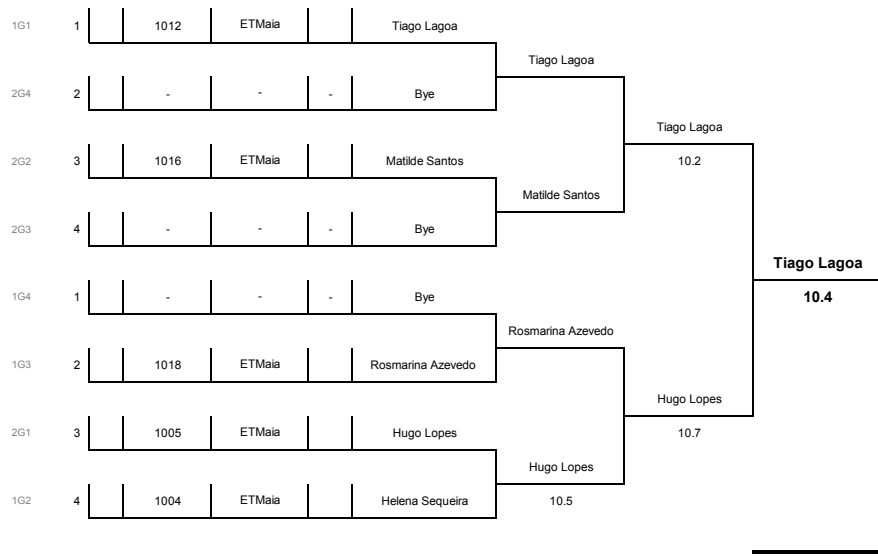 1G1 1 1012 ETMaia Tiago Lagoa
Tiago Lagoa
2G4 2 - - - Bye
Tiago Lagoa
2G2 3 1016 ETMaia Matilde Santos 10.2
Matilde Santos
2G3 4 - - - Bye
Tiago Lagoa
1G4 1 - - - Bye 10.4
Rosmarina Azevedo
1G3 2 1018 ETMaia Rosmarina Azevedo
Hugo Lopes
2G1 3 1005 ETMaia Hugo Lopes 10.7
Hugo Lopes
1G2 4 1004 ETMaia Helena Sequeira 10.5